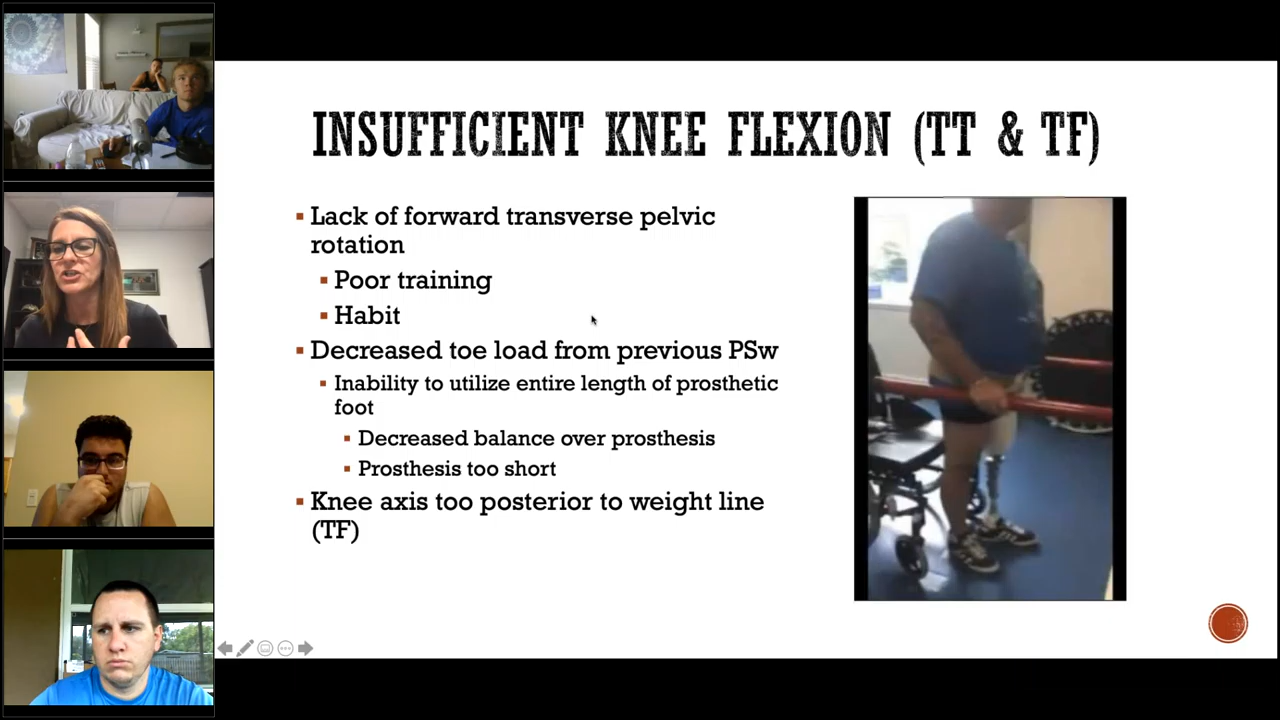 INSUFFICIENT KNEE FLEXION (TT & TF)
Lack of forward transverse pelvic
rotation
Poor training
Habit
Decreased toe load from previous PSw
Inability to utilize entire length of prosthetic
foot
Decreased balance over prosthesis
Prosthesis too short
Knee axis too posterior to weight line
(TF)